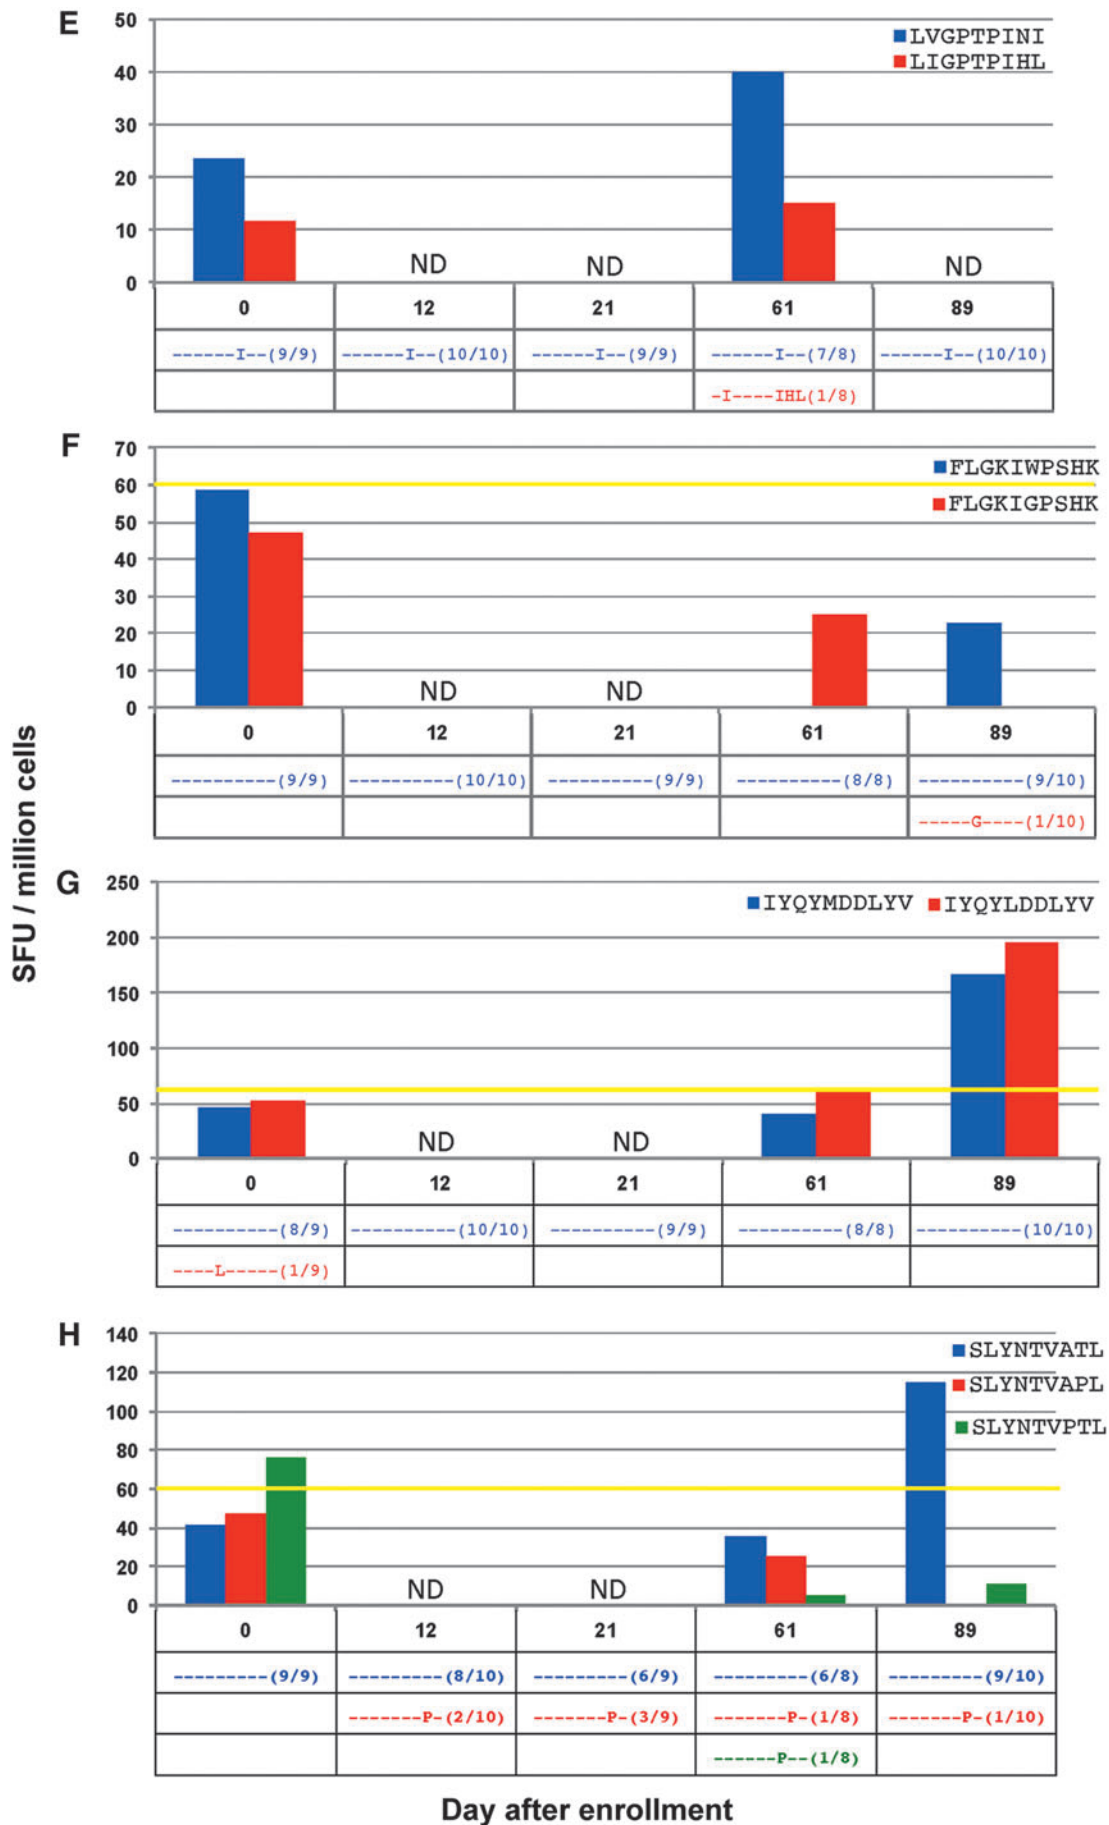 E
50
LVGPTPINI
LIGPTPIHL
40
30
20
10
0
ND ND ND
0 12 21 61 89
------I--(9/9) ------I--(10/10) ------I--(9/9) ------I--(7/8) ------I--(10/10)
-I----IHL(1/8)
F
70
FLGKIWPSHK
60
FLGKIGPSHK
50
40
30
20
10
0
ND ND
0 12 21 61 89
----------(9/9) ----------(10/10) ----------(9/9) ----------(8/8) ----------(9/10)
-----G----(1/10)
G
250
IYQYMDDLYV IYQYLDDLYV
200
150
100
50
0
ND ND
0 12 21 61 89
----------(8/9) ----------(10/10) ----------(9/9) ----------(8/8) ----------(10/10)
----L-----(1/9)
H
140
SLYNTVATL
120
SLYNTVAPL
100
SLYNTVPTL
80
60
40
20
0
ND ND
0 12 21 61 89
---------(9/9) ---------(8/10) ---------(6/9) ---------(6/8) ---------(9/10)
-------P-(2/10) -------P-(3/9) -------P-(1/8) -------P-(1/10)
------P--(1/8)
SFU / million cells
Day after enrollment